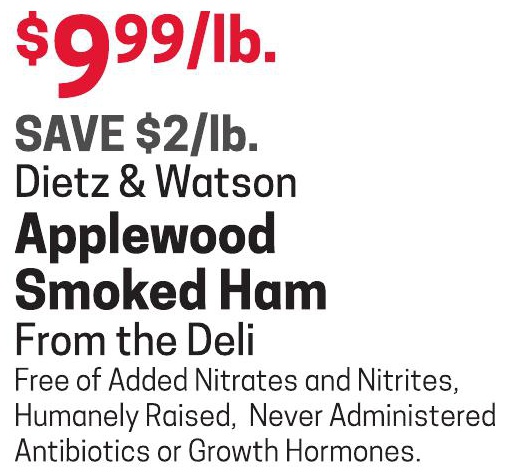 $9.99/lb.
SAVE $2/lb.
Dietz & Watson
Applewood
Smoked Ham
From the Deli
Free of Added Nitrates and Nitrites,
Humanely Raised, Never Administered
Antibiotics or Growth Hormones.